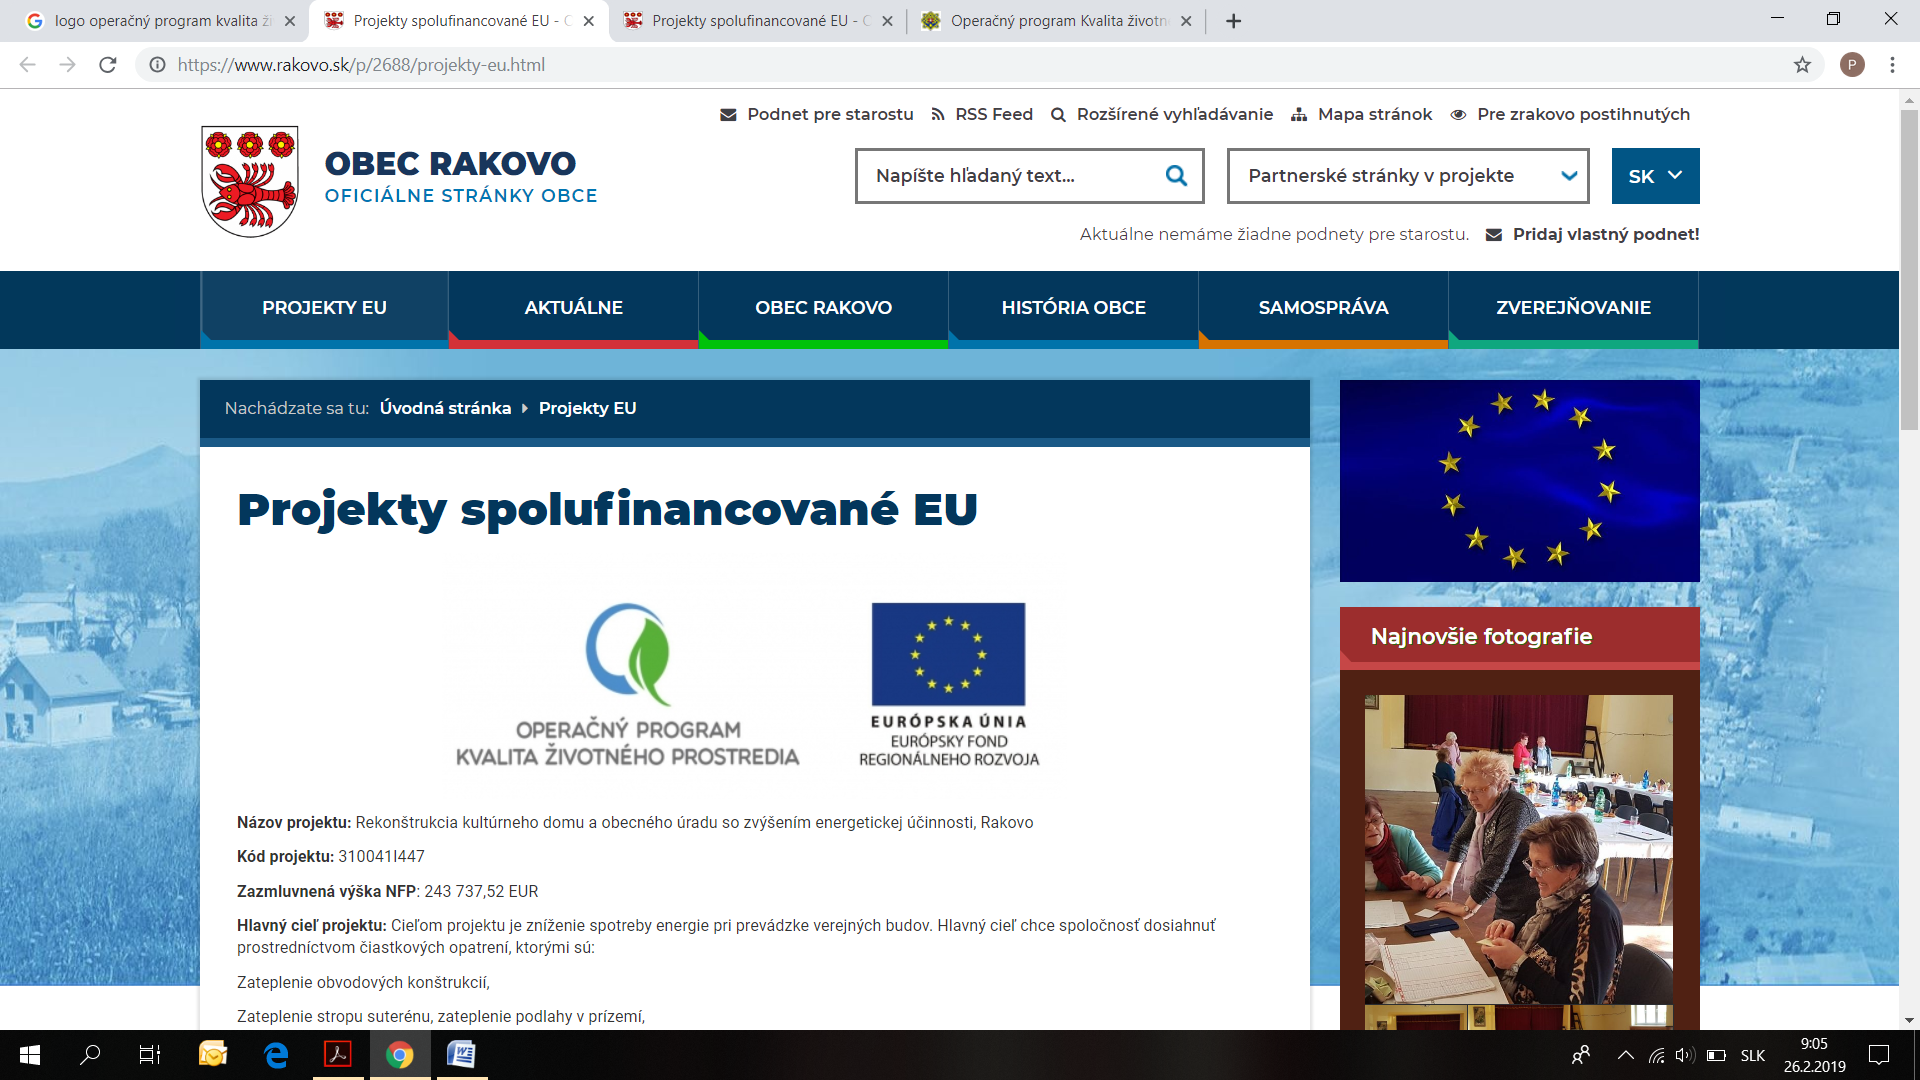 logo operačný program kvalita ži
Projekty spolufinancované EU - O
Projekty spolufinancované EU - O
Operačný program Kvalita životn
https://www.rakovo.sk/p/2688/projekty-eu.html
P
Podnet pre starostu
RSS Feed
Rozšírené vyhľadávanie
Mapa stránok
Pre zrakovo postihnutých
OBEC RAKOVO
OFICIÁLNE STRÁNKY OBCE
Napíšte hľadaný text...
Partnerské stránky v projekte
SK
Aktuálne nemáme žiadne podnety pre starostu.
Pridaj vlastný podnet!
PROJEKTY EU
AKTUÁLNE
OBEC RAKOVO
HISTÓRIA OBCE
SAMOSPRÁVA
ZVEREJŇOVANIE
Nachádzate sa tu: Úvodná stránka Projekty EU
Projekty spolufinancované EU
OPERAČNÝ PROGRAM
KVALITA ŽIVOTNÉHO PROSTREDIA
EURÓPSKA ÚNIA
EURÓPSKY FOND
REGIONÁLNEHO ROZVOJA
Názov projektu: Rekonštrukcia kultúrneho domu a obecného úradu so zvýšením energetickej účinnosti, Rakovo
Kód projektu: 310041I447
Zazmluvnená výška NFP: 243 737,52 EUR
Hlavný cieľ projektu: Cieľom projektu je zníženie spotreby energie pri prevádzke verejných budov. Hlavný cieľ chce spoločnosť dosiahnuť
prostredníctvom čiastkových opatrení, ktorými sú:
Zateplenie obvodových konštrukcií,
Zateplenie stropu suterénu, zateplenie podlahy v prízemí,
Najnovšie fotografie
SLK
9:05
26.2.2019